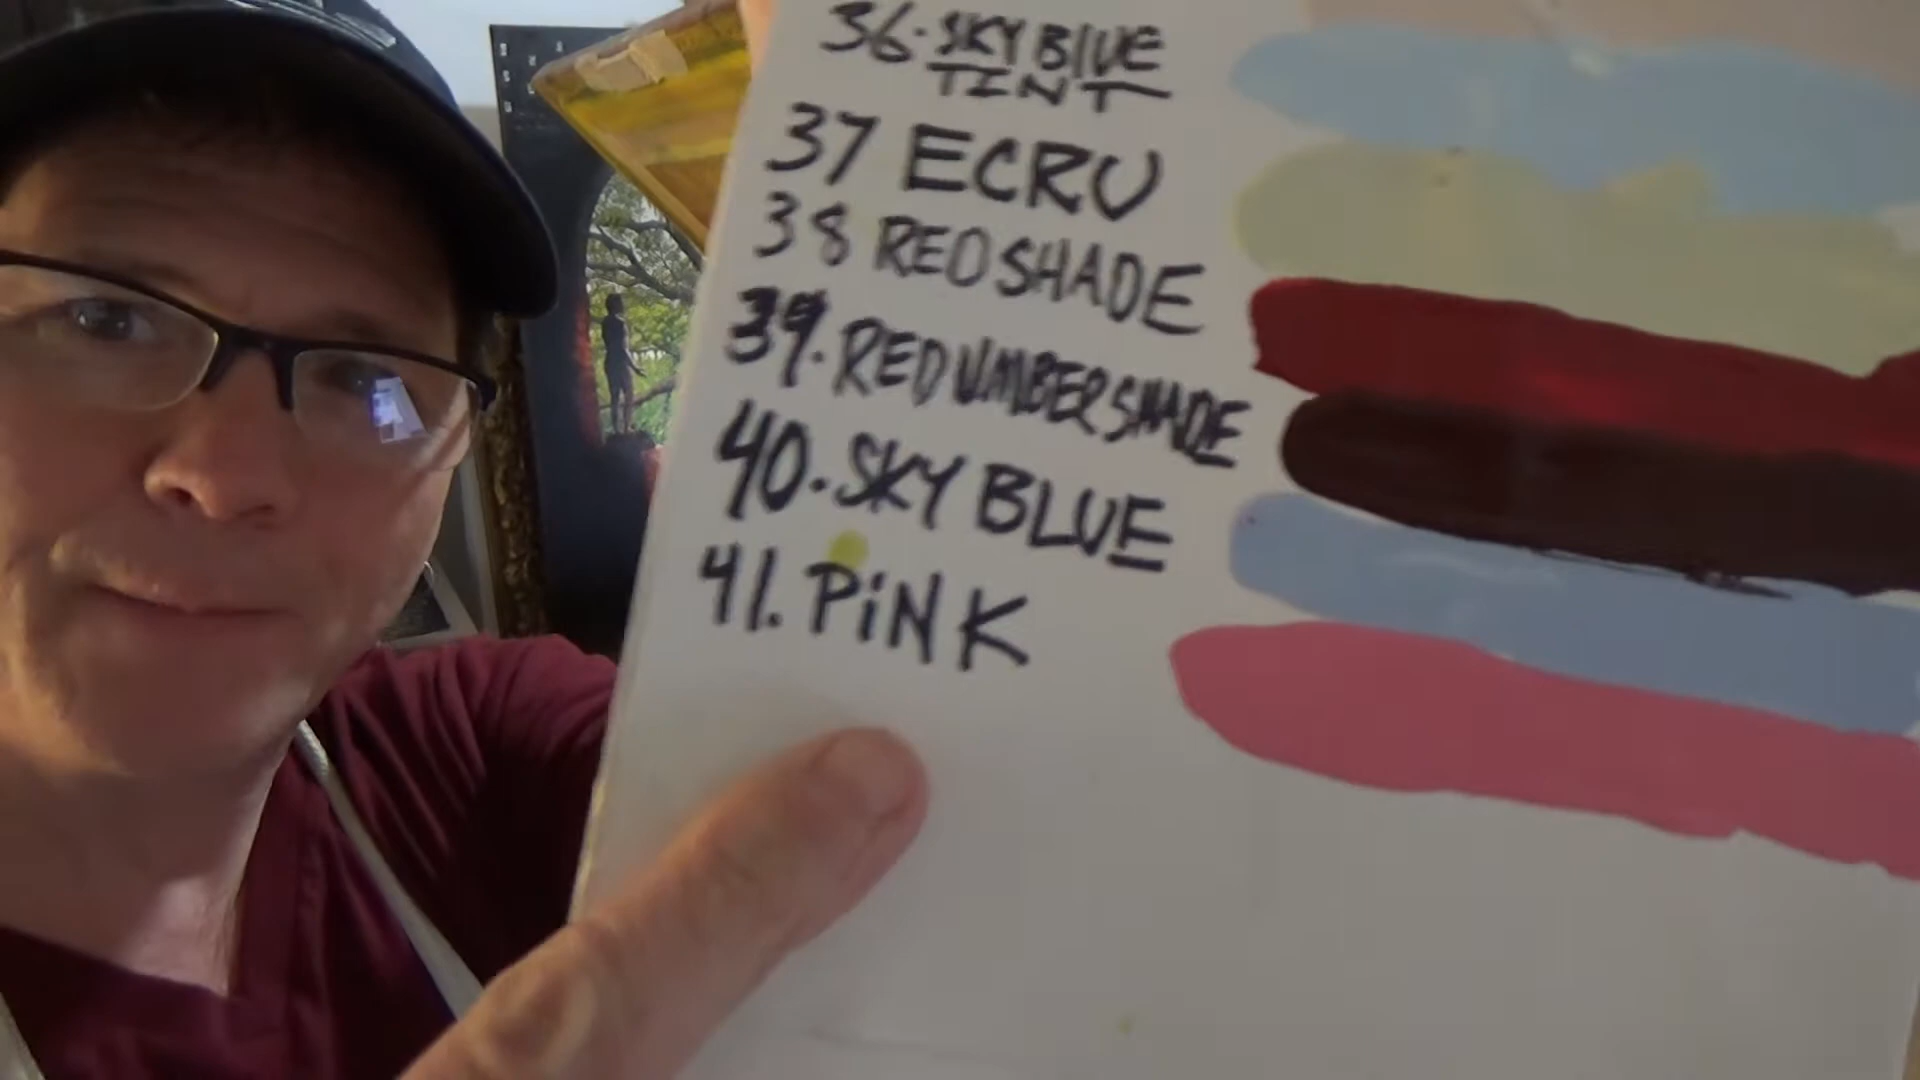 36. SKY BLUE
TINT
37 ECRU
38 RED SHADE
39. RED UMBER SHADE
40. SKY BLUE
41. PiNK